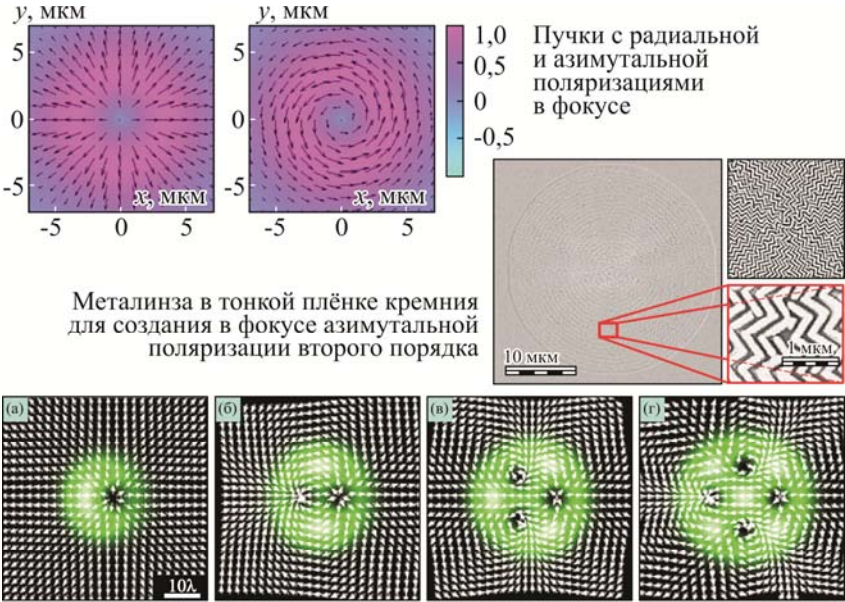 y, мкм
y, мкм
5
0
-5
5
0
-5
x, мкм
x, мкм
-5
0
5
-5
0
5
1,0
0,5
0
-0,5
Пучки с радиальной
и азимутальной
поляризациями
в фокусе
Металинза в тонкой плёнке кремния
для создания в фокусе азимутальной
поляризации второго порядка
10 мкм
1 мкм
(а)
(б)
(в)
(г)
10λ